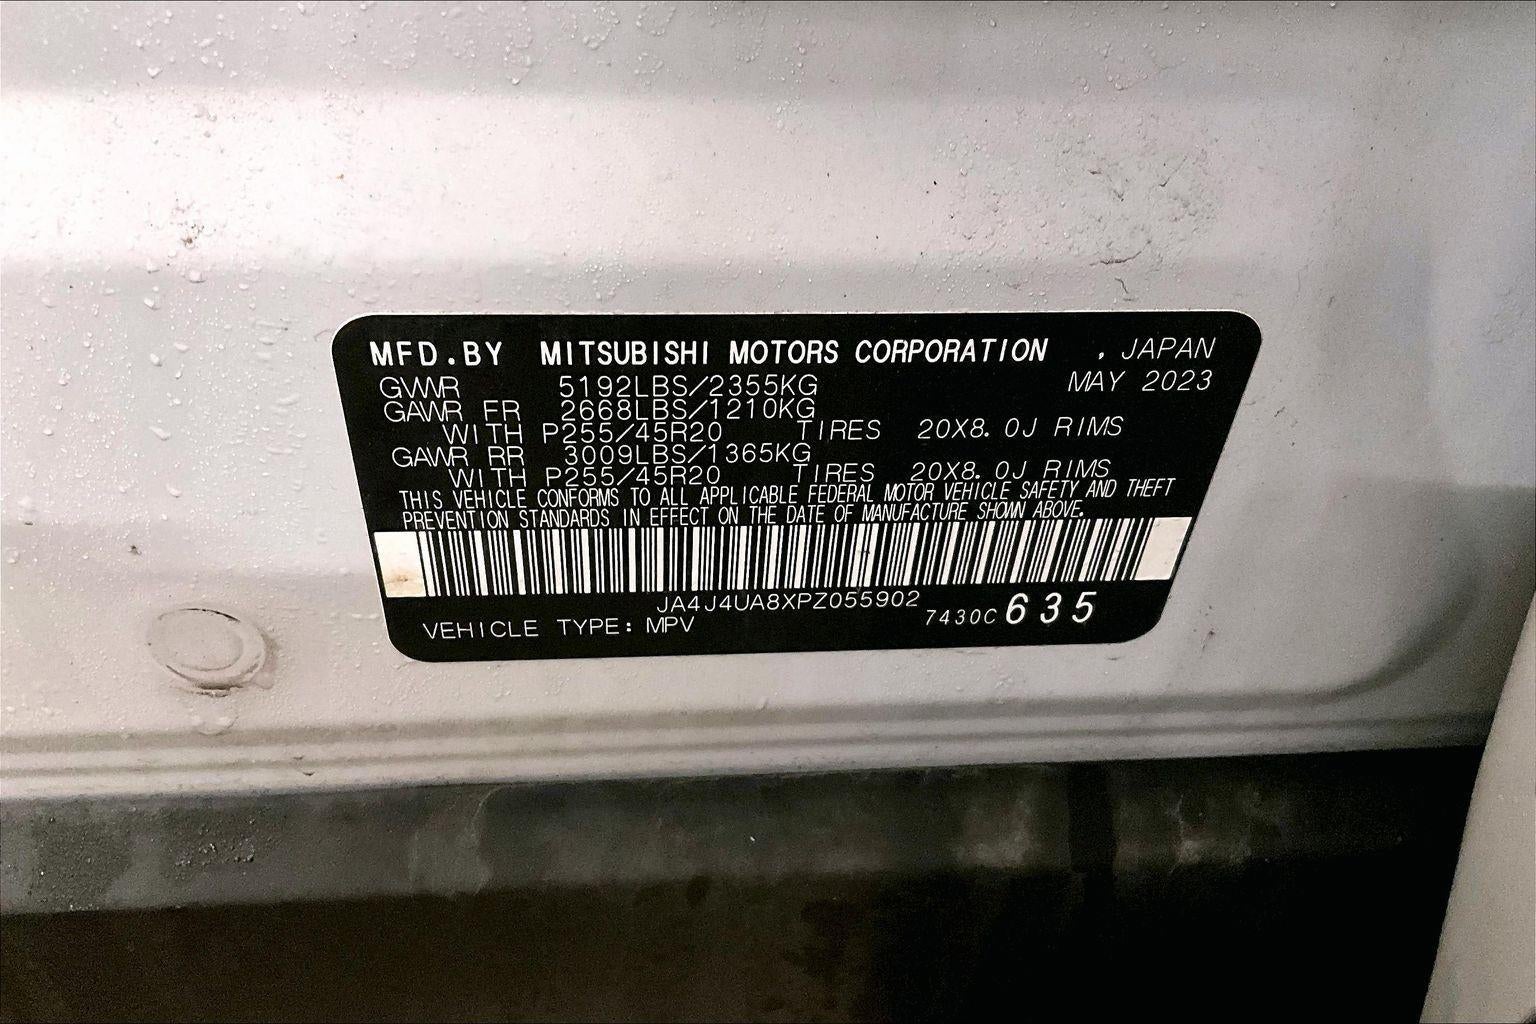 MFD.BY MITSUBISHI MOTORS CORPORATION , JAPAN
GWWR 5192LBS/2355KG MAY 2023
GAWR FR 2668LBS/1210KG
WITH P255/45R20 TIRES 20X8.0J RIMS
GAWR RR 3009LBS/1365KG
WITH P255/45R20 TIRES 20X8.0J RIMS
THIS VEHICLE CONFORMS TO ALL APPLICABLE FEDERAL MOTOR VEHICLE SAFETY AND THEFT
PREVENTION STANDARDS IN EFFECT ON THE DATE OF MANUFACTURE SHOWN ABOVE.
JA4J4UA8XPZ055902
VEHICLE TYPE: MPV 7430C 635